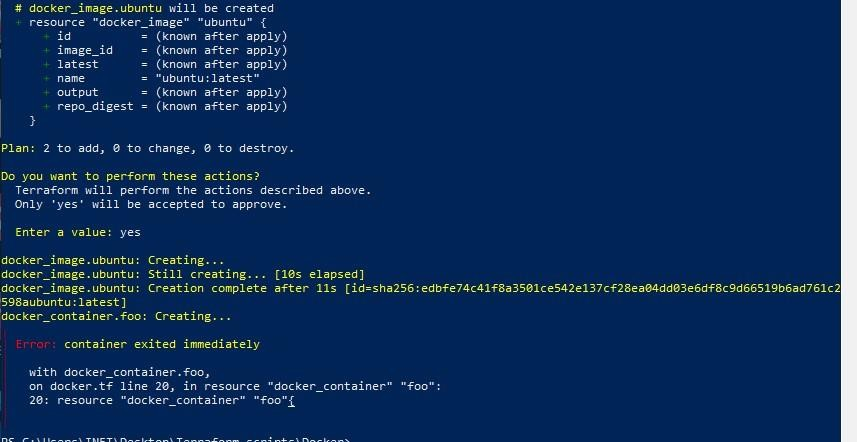 # docker_image.ubuntu will be created
+ resource "docker_image" "ubuntu" {
+ id = (known after apply)
+ image_id = (known after apply)
+ latest = (known after apply)
+ name = "ubuntu:latest"
+ output = (known after apply)
+ repo_digest = (known after apply)
}
Plan: 2 to add, 0 to change, 0 to destroy.
Do you want to perform these actions?
Terraform will perform the actions described above.
Only 'yes' will be accepted to approve.
Enter a value: yes
docker_image.ubuntu: Creating...
docker_image.ubuntu: Still creating... [10s elapsed]
docker_image.ubuntu: Creation complete after 11s [id=sha256:edbfe74c41f8a3501ce542e137cf28ea04dd03e6df8c9d66519b6ad761c2
598aubuntu:latest]
docker_container.foo: Creating...
Error: container exited immediately
with docker_container.foo,
on docker.tf line 20, in resource "docker_container" "foo":
20: resource "docker_container" "foo"{
PS C:\Users\INET\Desktop\Terraform scripts\Docker>